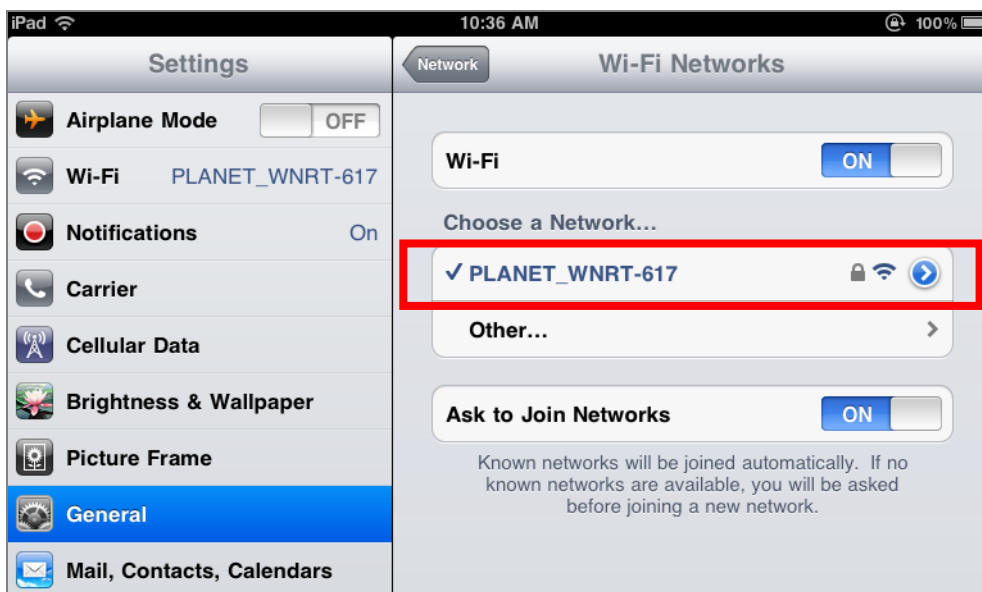 iPad 10:36 AM 100%
Settings
Airplane Mode OFF
Wi-Fi PLANET_WNRT-617
Notifications On
Carrier
Cellular Data
Brightness & Wallpaper
Picture Frame
General
Mail, Contacts, Calendars
Network Wi-Fi Networks
Wi-Fi ON
Choose a Network...
✓ PLANET_WNRT-617
Other...
Ask to Join Networks ON
Known networks will be joined automatically. If no
known networks are available, you will be asked
before joining a new network.